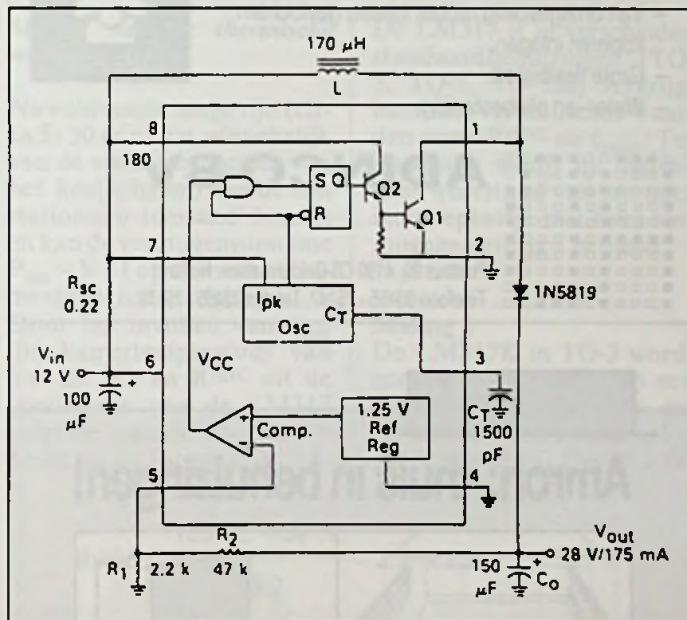 170 µH
L
8
1
180
S Q
Q2
Q1
R
7
2
Rsc
0.22
Ipk
Osc
CT
1N5819
Vin
12 V
6
VCC
3
100
µF
CT
1500
pF
Comp.
1.25 V
Ref
Reg
5
4
R2
Vout
28 V/175 mA
R1
2.2 k
47 k
150
µF
Co